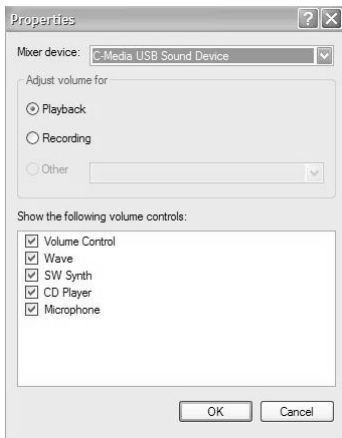 Properties
Mixer device: C-Media USB Sound Device
Adjust volume for
Playback
Recording
Other
Show the following volume controls:
Volume Control
Wave
SW Synth
CD Player
Microphone
OK Cancel